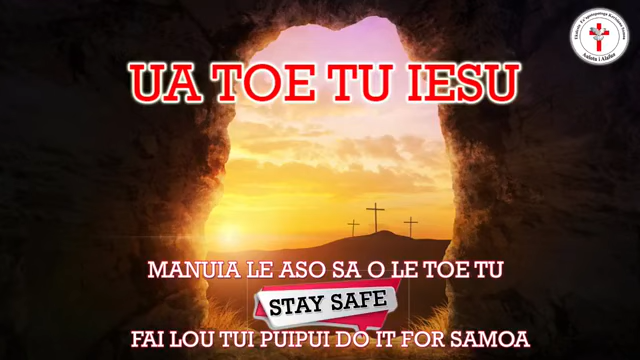 UA TOE TU IESU
MANUIA LE ASO SA O LE TOE TU
STAY SAFE
FAI LOU TUI PUIPUI DO IT FOR SAMOA